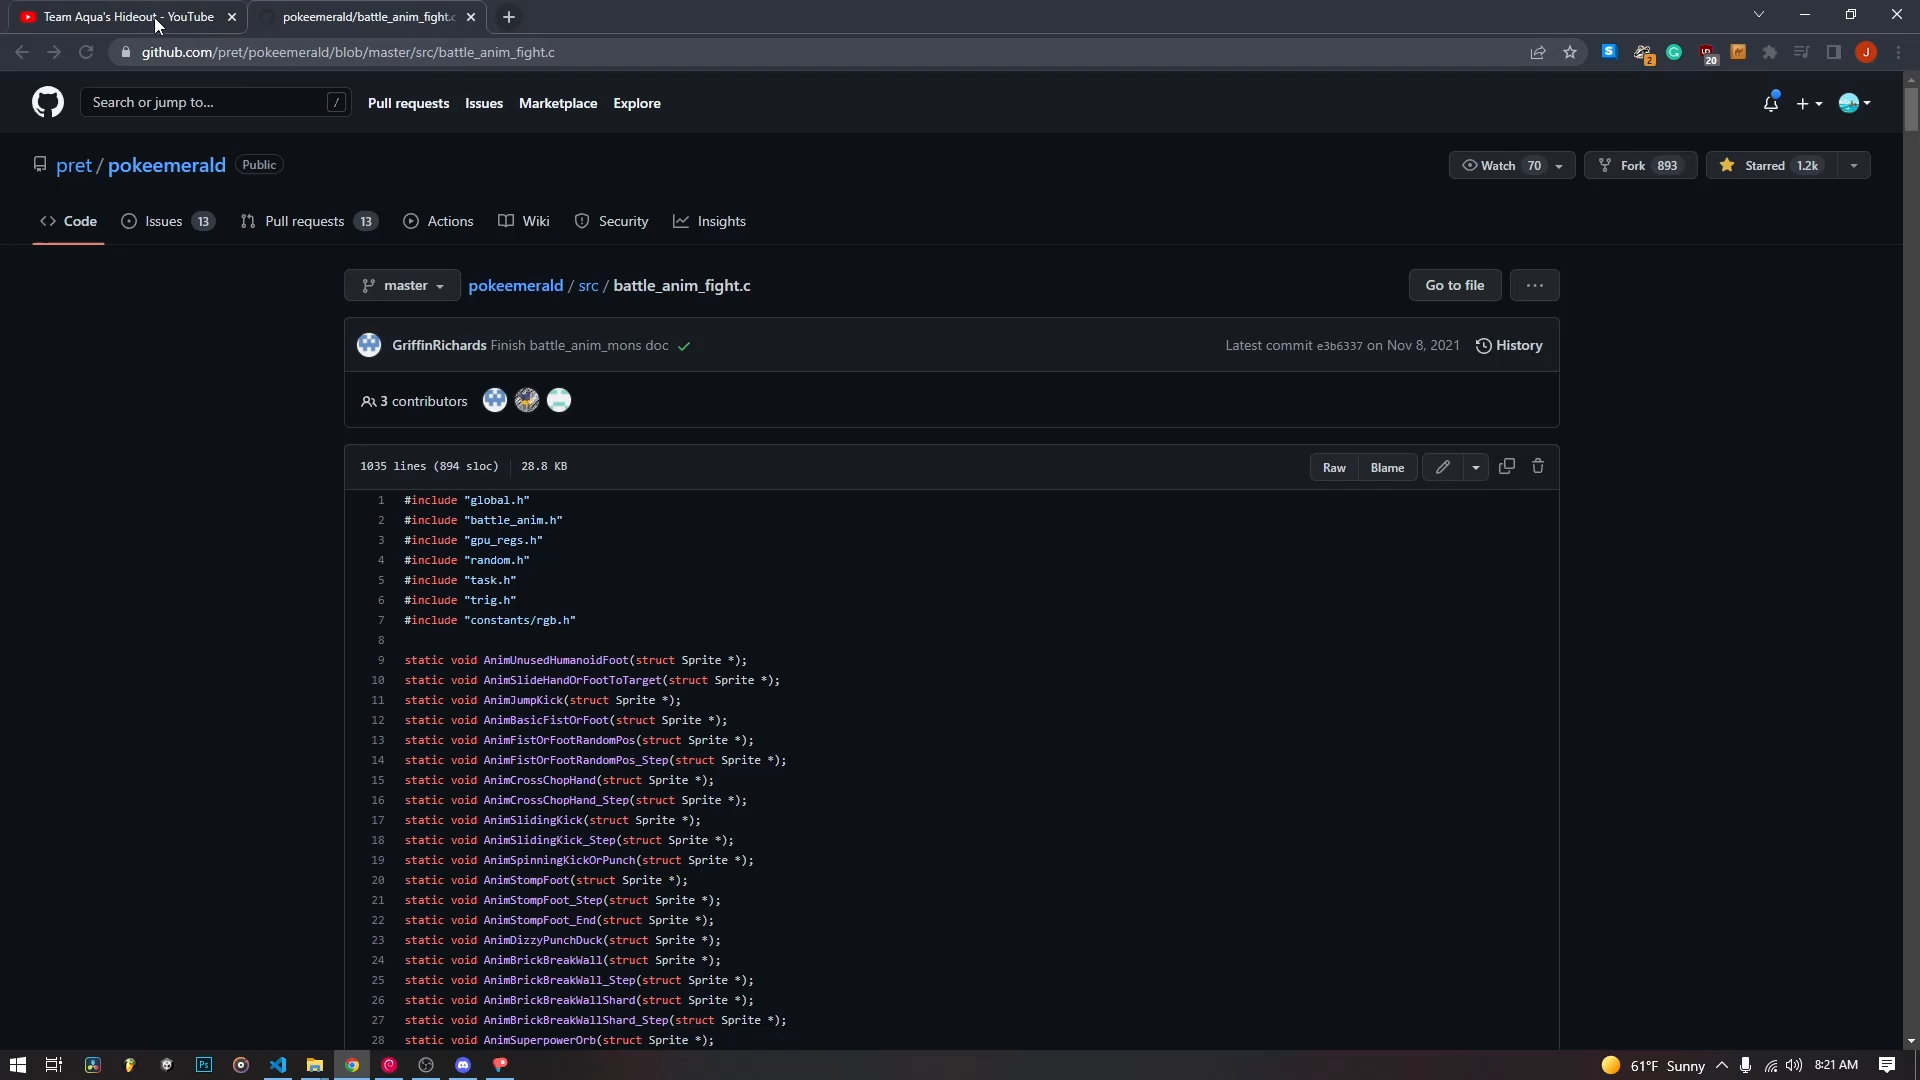 Team Aqua's Hideout - YouTube
pokeemerald/battle_anim_fight.c
github.com/pret/pokeemerald/blob/master/src/battle_anim_fight.c
2
20
J
Search or jump to...
/
Pull requests
Issues
Marketplace
Explore
pret / pokeemerald
Public
Watch 70
Fork 893
Starred 1.2k
Code
Issues 13
Pull requests 13
Actions
Wiki
Security
Insights
master
pokeemerald / src / battle_anim_fight.c
Go to file
GriffinRichards Finish battle_anim_mons doc
Latest commit e3b6337 on Nov 8, 2021
History
3 contributors
1035 lines (894 sloc)
28.8 KB
Raw
Blame
1 #include "global.h"
2 #include "battle_anim.h"
3 #include "gpu_regs.h"
4 #include "random.h"
5 #include "task.h"
6 #include "trig.h"
7 #include "constants/rgb.h"
8
9 static void AnimUnusedHumanoidFoot(struct Sprite *);
10 static void AnimSlideHandOrFootToTarget(struct Sprite *);
11 static void AnimJumpKick(struct Sprite *);
12 static void AnimBasicFistOrFoot(struct Sprite *);
13 static void AnimFistOrFootRandomPos(struct Sprite *);
14 static void AnimFistOrFootRandomPos_Step(struct Sprite *);
15 static void AnimCrossChopHand(struct Sprite *);
16 static void AnimCrossChopHand_Step(struct Sprite *);
17 static void AnimSlidingKick(struct Sprite *);
18 static void AnimSlidingKick_Step(struct Sprite *);
19 static void AnimSpinningKickOrPunch(struct Sprite *);
20 static void AnimStompFoot(struct Sprite *);
21 static void AnimStompFoot_Step(struct Sprite *);
22 static void AnimStompFoot_End(struct Sprite *);
23 static void AnimDizzyPunchDuck(struct Sprite *);
24 static void AnimBrickBreakWall(struct Sprite *);
25 static void AnimBrickBreakWall_Step(struct Sprite *);
26 static void AnimBrickBreakWallShard(struct Sprite *);
27 static void AnimBrickBreakWallShard_Step(struct Sprite *);
28 static void AnimSuperpowerOrb(struct Sprite *);
Ps
61°F Sunny
8:21 AM